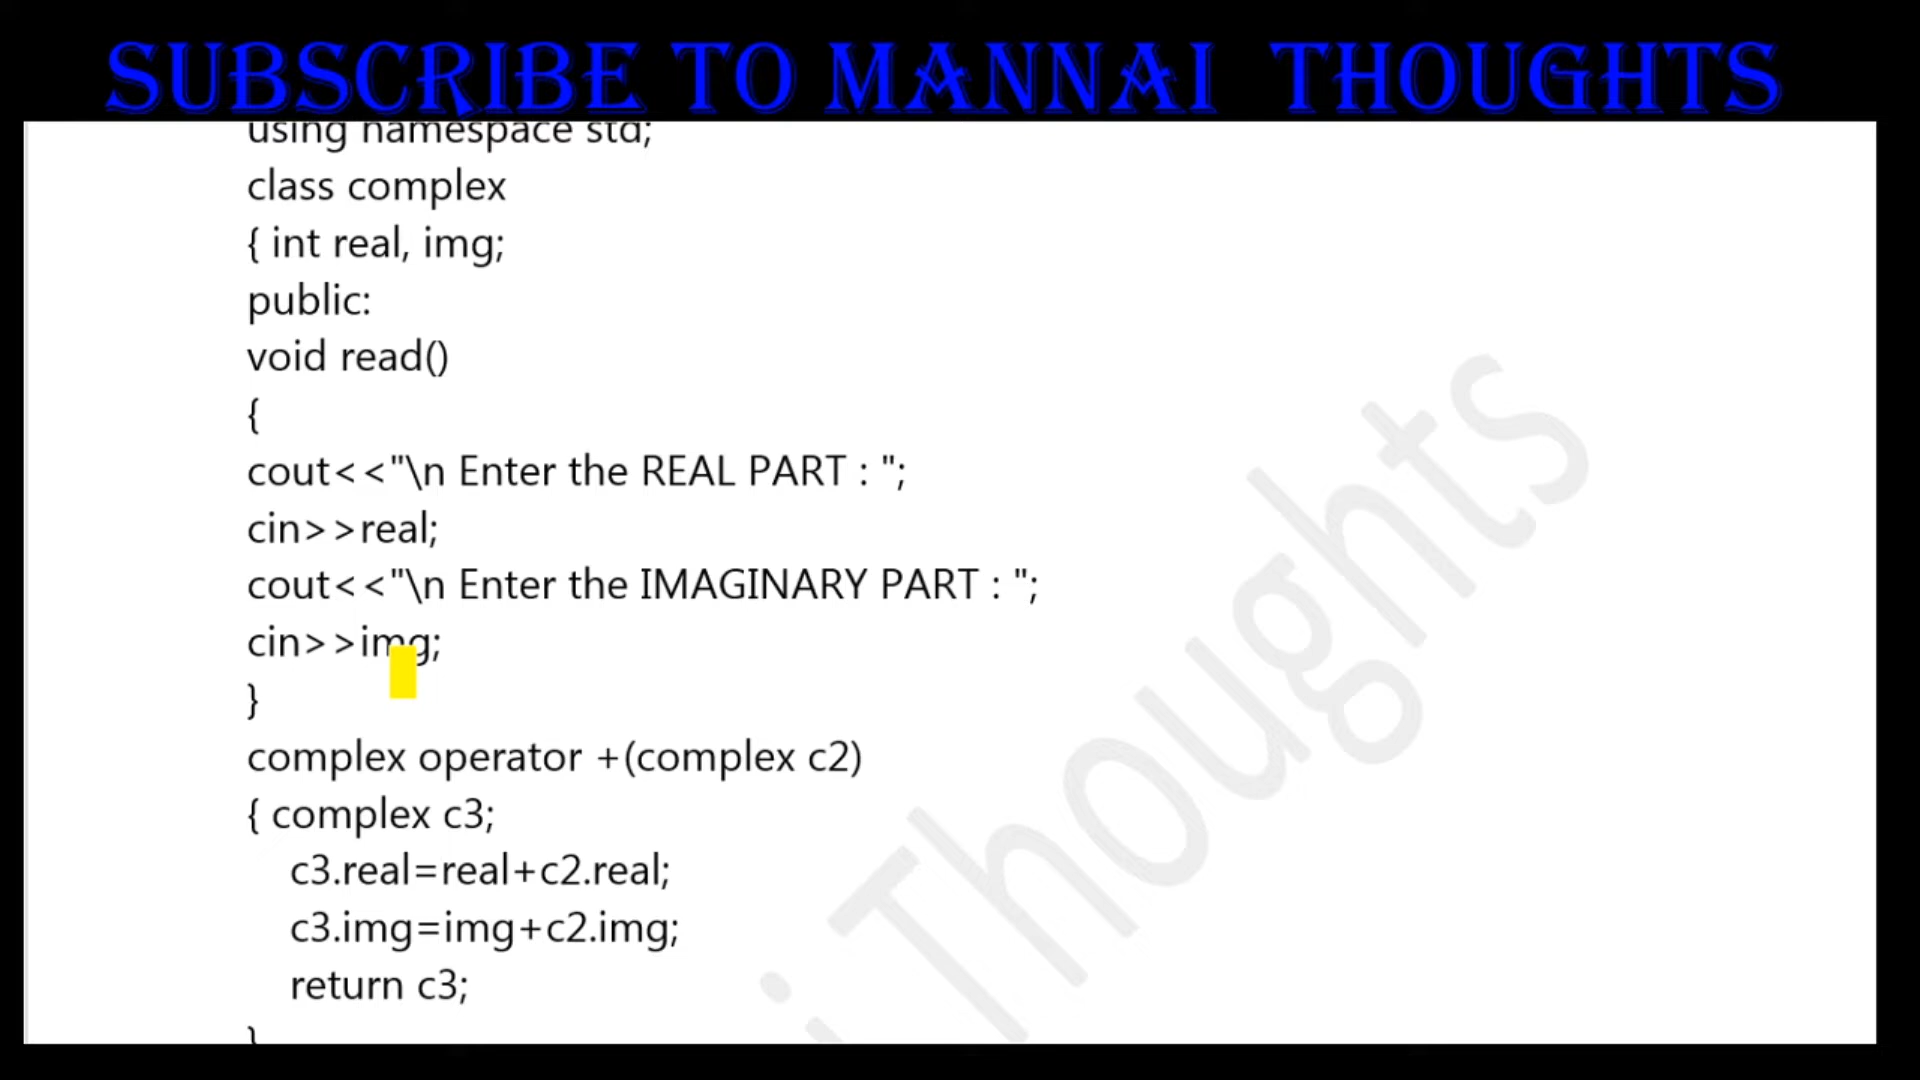 SUBSCRIBE TO MANNAI THOUGHTS
using namespace std;
class complex
{ int real, img;
public:
void read()
{
cout<<"\n Enter the REAL PART : ";
cin>>real;
cout<<"\n Enter the IMAGINARY PART : ";
cin>>img;
}
complex operator +(complex c2)
{ complex c3;
c3.real=real+c2.real;
c3.img=img+c2.img;
return c3;
}
i Thoughts